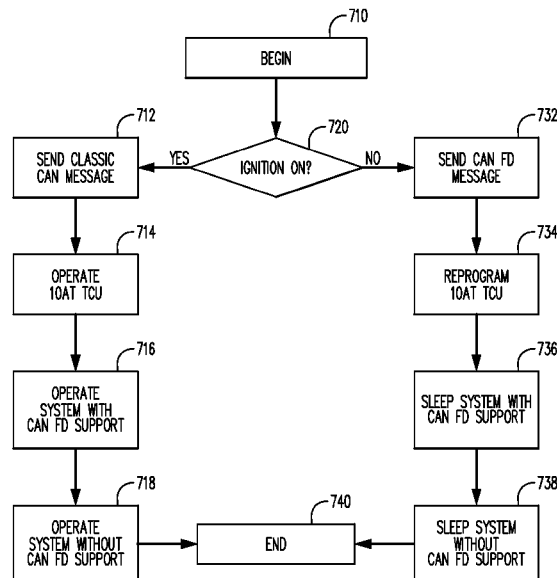 710
BEGIN
712
720
732
SEND CLASSIC
CAN MESSAGE
YES
IGNITION ON?
NO
SEND CAN FD
MESSAGE
714
734
OPERATE
10AT TCU
REPROGRAM
10AT TCU
716
736
OPERATE
SYSTEM WITH
CAN FD SUPPORT
SLEEP SYSTEM WITH
CAN FD SUPPORT
718
740
738
OPERATE
SYSTEM WITHOUT
CAN FD SUPPORT
END
SLEEP SYSTEM
WITHOUT
CAN FD SUPPORT